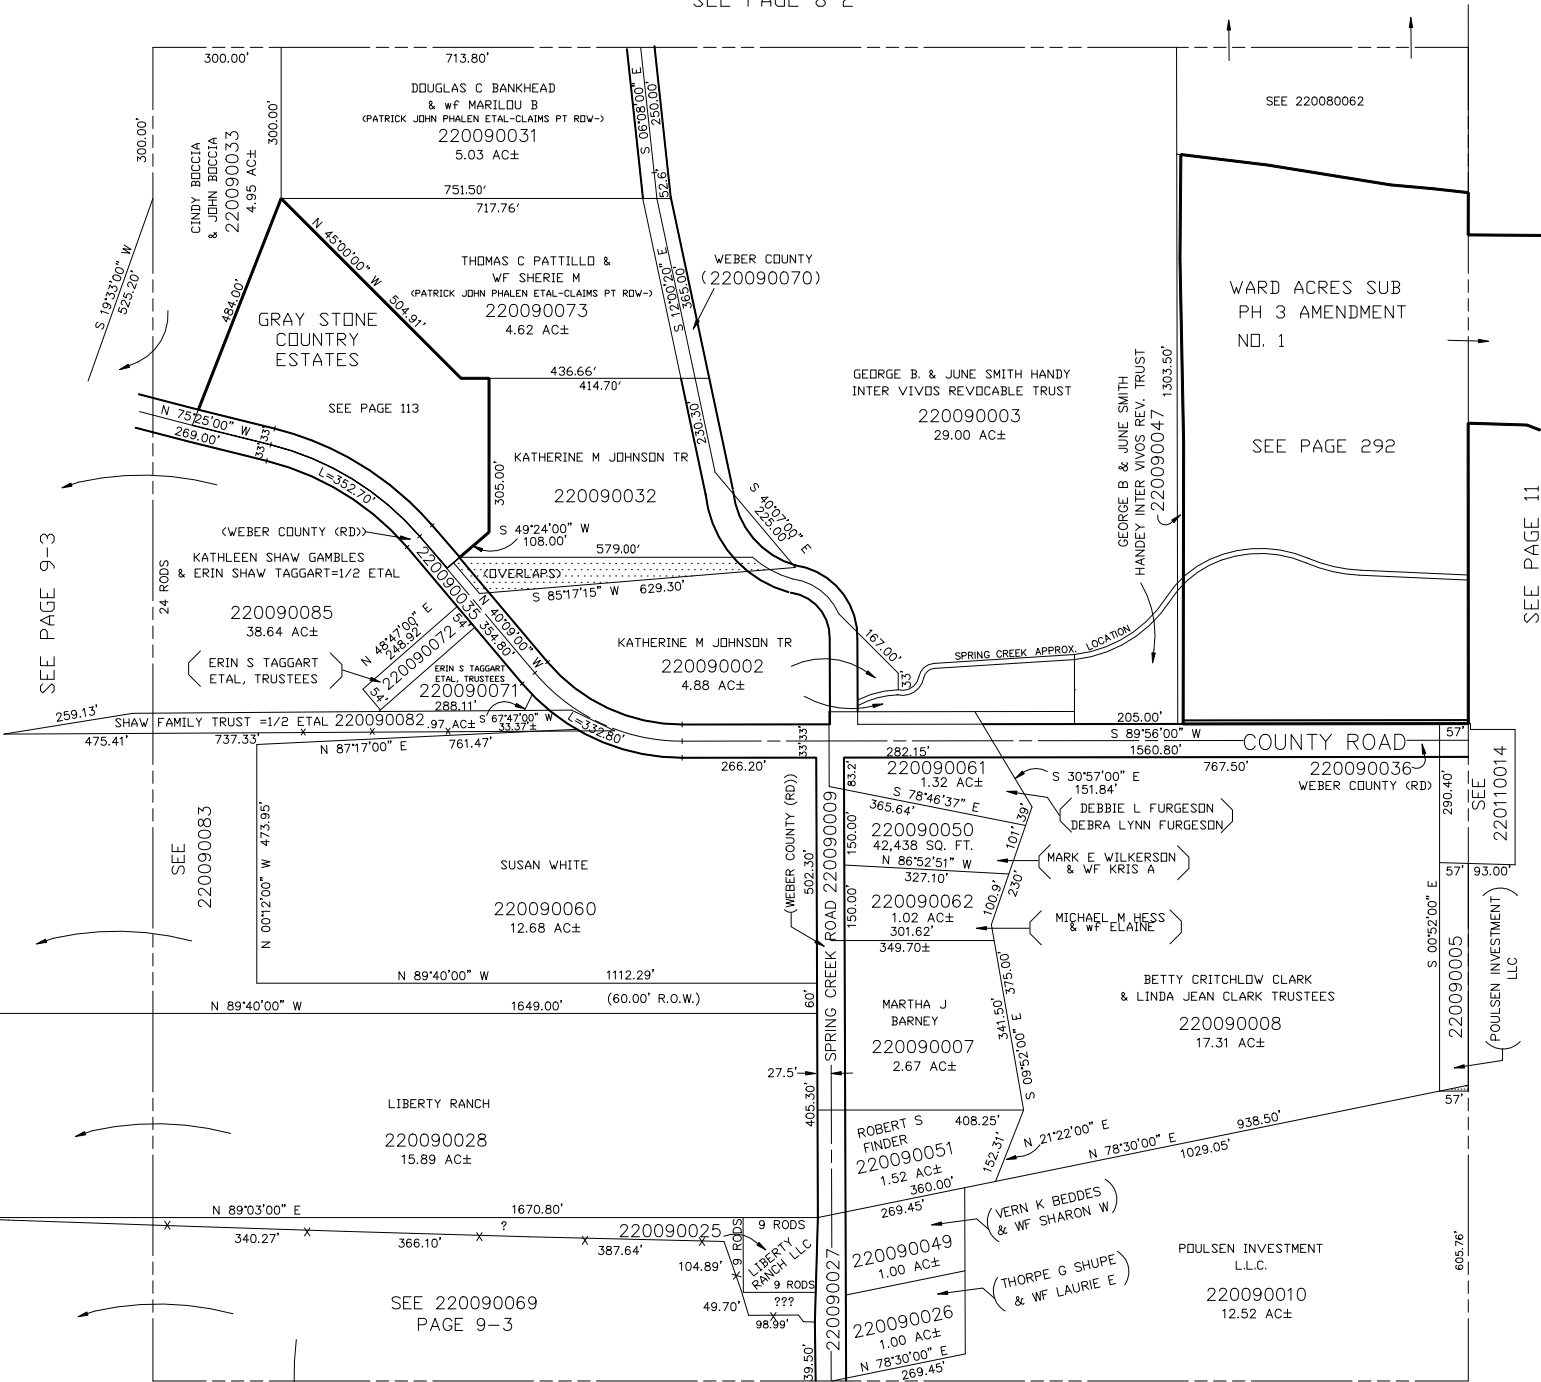 SEE PAGE 8-2
300.00'
713.80'
DOUGLAS C BANKHEAD
& wf MARILOU B
(PATRICK JOHN PHALEN ETAL-CLAIMS PT ROW-)
220090031
5.03 AC±
300.00'
300.00'
CINDY BOCCIA
& JOHN BOCCIA
220090033
4.95 AC±
S 06°08'00" E
250.00'
52.6'
SEE 220080062
751.50'
717.76'
S 19°33'00" W
525.20'
484.00'
N 45°00'00" W
504.91'
THOMAS C PATTILLO &
WF SHERIE M
(PATRICK JOHN PHALEN ETAL-CLAIMS PT ROW-)
220090073
4.62 AC±
S 12°00'20" E
365.00'
WEBER COUNTY
(220090070)
GRAY STONE
COUNTRY
ESTATES
SEE PAGE 113
WARD ACRES SUB
PH 3 AMENDMENT
NO. 1
SEE PAGE 292
436.66'
414.70'
GEORGE B. & JUNE SMITH HANDY
INTER VIVOS REVOCABLE TRUST
220090003
29.00 AC±
GEORGE B & JUNE SMITH
HANDEY INTER VIVOS REV. TRUST
220090047
1303.50'
N 75°25'00" W
269.00'
33'
33'
L=352.70'
230.30'
305.00'
KATHERINE M JOHNSON TR
220090032
S 40°07'00" E
225.00'
S 49°24'00" W
108.00'
579.00'
(OVERLAPS)
S 85°17'15" W
629.30'
SEE PAGE 11
SEE PAGE 9-3
24 RODS
(WEBER COUNTY (RD))
KATHLEEN SHAW GAMBLES
& ERIN SHAW TAGGART=1/2 ETAL
220090085
38.64 AC±
220090035
N 40°09'00" W
354.80'
54'
N 48°47'00" E
248.92'
220090072
54'
ERIN S TAGGART
ETAL, TRUSTEES
ERIN S TAGGART
ETAL, TRUSTEES
220090071
288.11'
KATHERINE M JOHNSON TR
220090002
4.88 AC±
167.00'
33'
SPRING CREEK APPROX. LOCATION
259.13'
SHAW FAMILY TRUST =1/2 ETAL 220090082 .97 AC±
S 67°47'00" W
33.37'±
L=332.80'
475.41'
737.33'
N 87°17'00" E
761.47'
266.20'
33'
33'
205.00'
S 89°56'00" W
1560.80'
COUNTY ROAD
57'
282.15'
767.50'
220090036
WEBER COUNTY (RD)
220090061
1.32 AC±
83.2'
S 78°46'37" E
365.64'
S 30°57'00" E
151.84'
39'
DEBBIE L FURGESON
DEBRA LYNN FURGESON
290.40'
SEE
220110014
SEE
220090083
N 00°12'00" W 473.95'
SUSAN WHITE
220090060
12.68 AC±
(WEBER COUNTY (RD))
502.30'
SPRING CREEK ROAD 220090009
150.00'
220090050
42,438 SQ. FT.
101'
N 86°52'51" W
327.10'
MARK E WILKERSON
& WF KRIS A
230'
57'
93.00'
150.00'
220090062
1.02 AC±
301.62'
349.70±
100.9'
MICHAEL M HESS
& wf ELAINE
S 00°52'00" E
220090005
POULSEN INVESTMENT
LLC
N 89°40'00" W
1112.29'
N 89°40'00" W
1649.00'
(60.00' R.O.W.)
60'
MARTHA J
BARNEY
220090007
2.67 AC±
375.00'
341.50'
S 09°52'00" E
BETTY CRITCHLOW CLARK
& LINDA JEAN CLARK TRUSTEES
220090008
17.31 AC±
27.5'
405.30'
57'
LIBERTY RANCH
220090028
15.89 AC±
ROBERT S
FINDER
220090051
1.52 AC±
408.25'
152.31'
N 21°22'00" E
N 78°30'00" E
938.50'
1029.05'
360.00'
269.45'
N 89°03'00" E
1670.80'
340.27'
366.10'
?
387.64'
220090025
9 RODS
9 RODS
LIBERTY
RANCH LLC
9 RODS
104.89'
49.70'
???
98.99'
SEE 220090069
PAGE 9-3
39.50'
220090027
220090049
1.00 AC±
VERN K BEDDES
& WF SHARON W
220090026
1.00 AC±
THORPE G SHUPE
& WF LAURIE E
N 78°30'00" E
269.45'
POULSEN INVESTMENT
L.L.C.
220090010
12.52 AC±
605.76'